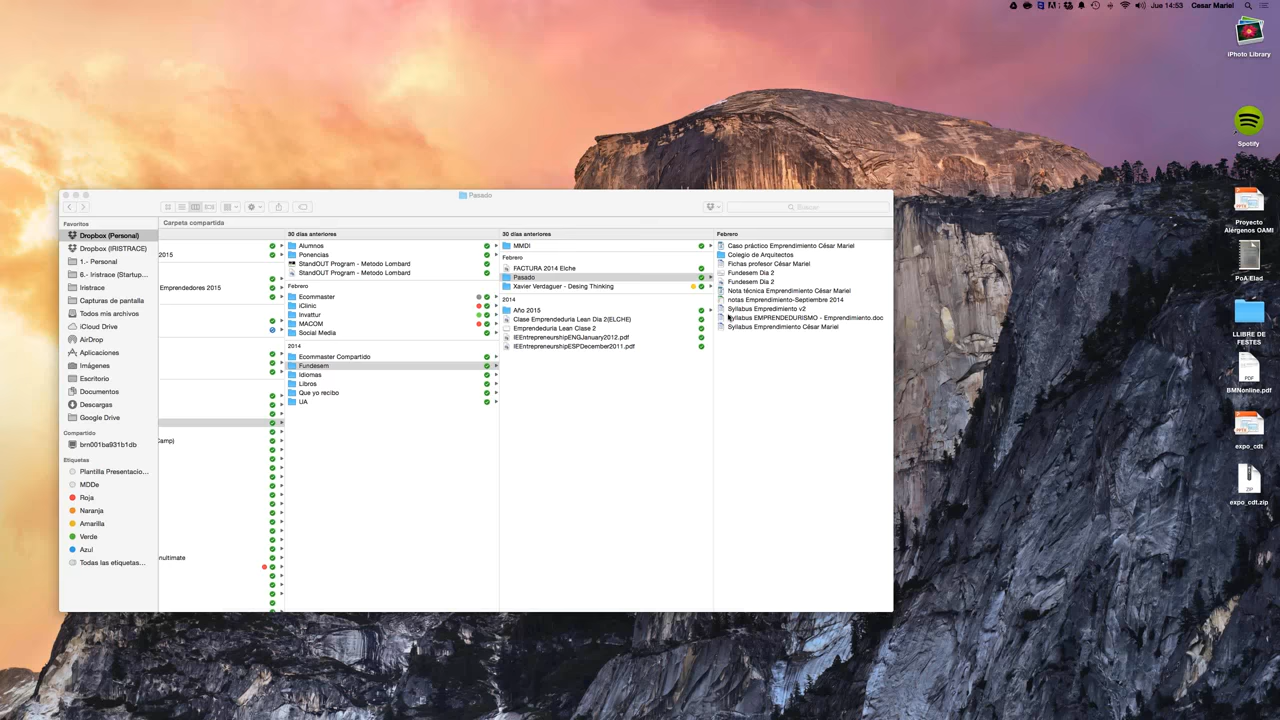 Jue 14:53
Cesar Mariel
iPhoto Library
Spotify
Proyecto
Alérgenos OAMI
PoA Elad
LLIBRE DE
FESTES
PDF
BMNonline.pdf
expo_cdt
ZIP
expo_cdt.zip
Pasado
Buscar
Favoritos
Dropbox (Personal)
Dropbox (IRISTRACE)
1.- Personal
6.- Iristrace (Startup...
Iristrace
Capturas de pantalla
Todos mis archivos
iCloud Drive
AirDrop
Aplicaciones
Imágenes
Escritorio
Documentos
Descargas
Google Drive
Compartido
brn001ba931b1db
Etiquetas
Plantilla Presentacio...
MDDe
Roja
Naranja
Amarilla
Verde
Azul
Todas las etiquetas...
Carpeta compartida
2015
Emprendedores 2015
Camp)
nultimate
30 días anteriores
Alumnos
Ponencias
StandOUT Program - Metodo Lombard
StandOUT Program - Metodo Lombard
Febrero
Ecommaster
iClinic
Invattur
MACOM
Social Media
2014
Ecommaster Compartido
Fundesem
Idiomas
Libros
Que yo recibo
UA
30 días anteriores
MMDI
Febrero
FACTURA 2014 Elche
Pasado
Xavier Verdaguer - Desing Thinking
2014
Año 2015
Clase Emprendeduria Lean Dia 2(ELCHE)
Emprendeduria Lean Clase 2
IEEntrepreneurshipENGJanuary2012.pdf
IEEntrepreneurshipESPDecember2011.pdf
Febrero
Caso práctico Emprendimiento César Mariel
Colegio de Arquitectos
Fichas profesor César Mariel
Fundesem Dia 2
Fundesem Dia 2
Nota técnica Emprendimiento César Mariel
notas Emprendimiento-Septiembre 2014
Syllabus Empredimiento v2
Syllabus EMPRENDEDURISMO - Emprendimiento.doc
Syllabus Emprendimiento César Mariel